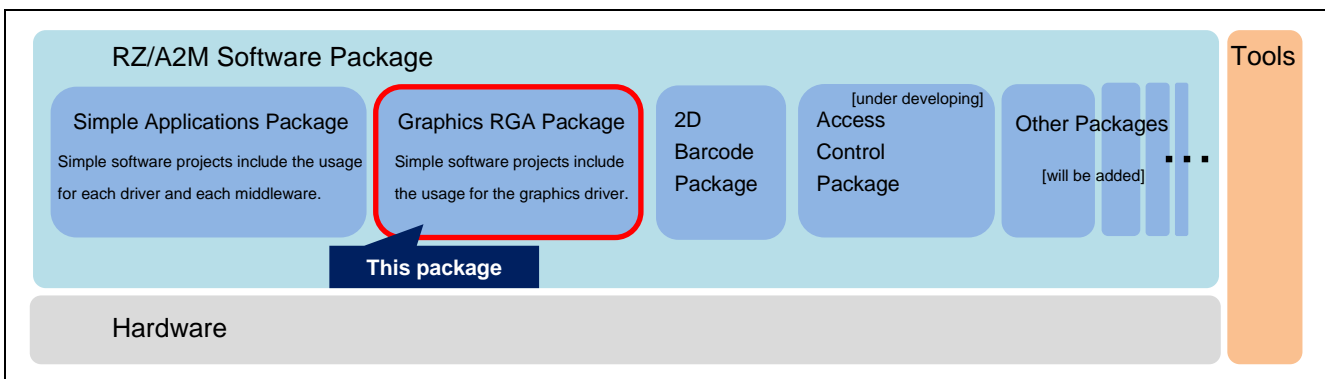 RZ/A2M Software Package
Tools
Simple Applications Package
Simple software projects include the usage
for each driver and each middleware.
Graphics RGA Package
Simple software projects include
the usage for the graphics driver.
2D
Barcode
Package
[under developing]
Access
Control
Package
Other Packages
[will be added]
...
This package
Hardware